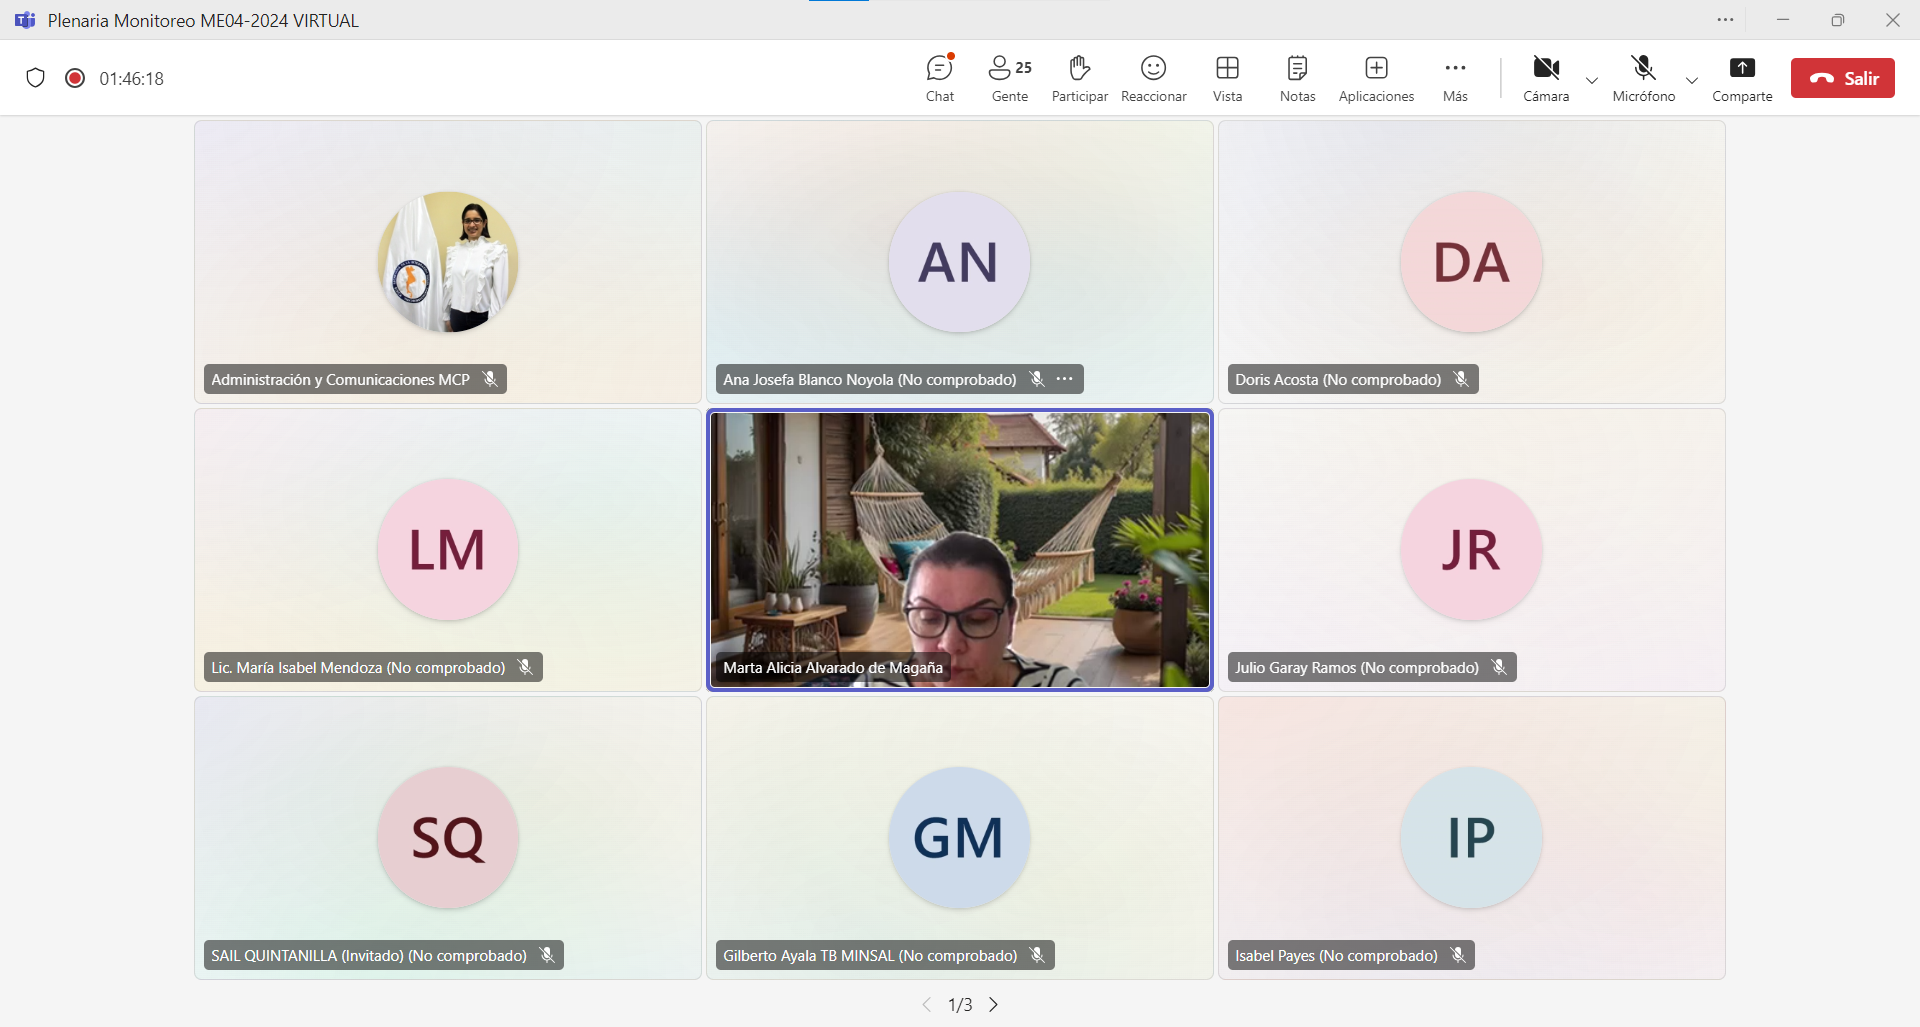 Plenaria Monitoreo ME04-2024 VIRTUAL
01:46:18
Chat
25
Gente
Participar
Reaccionar
Vista
Notas
Aplicaciones
Más
Cámara
Micrófono
Comparte
Salir
Administración y Comunicaciones MCP
AN
Ana Josefa Blanco Noyola (No comprobado)
DA
Doris Acosta (No comprobado)
LM
Lic. María Isabel Mendoza (No comprobado)
Marta Alicia Alvarado de Magaña
JR
Julio Garay Ramos (No comprobado)
SQ
SAIL QUINTANILLA (Invitado) (No comprobado)
GM
Gilberto Ayala TB MINSAL (No comprobado)
IP
Isabel Payes (No comprobado)
1/3